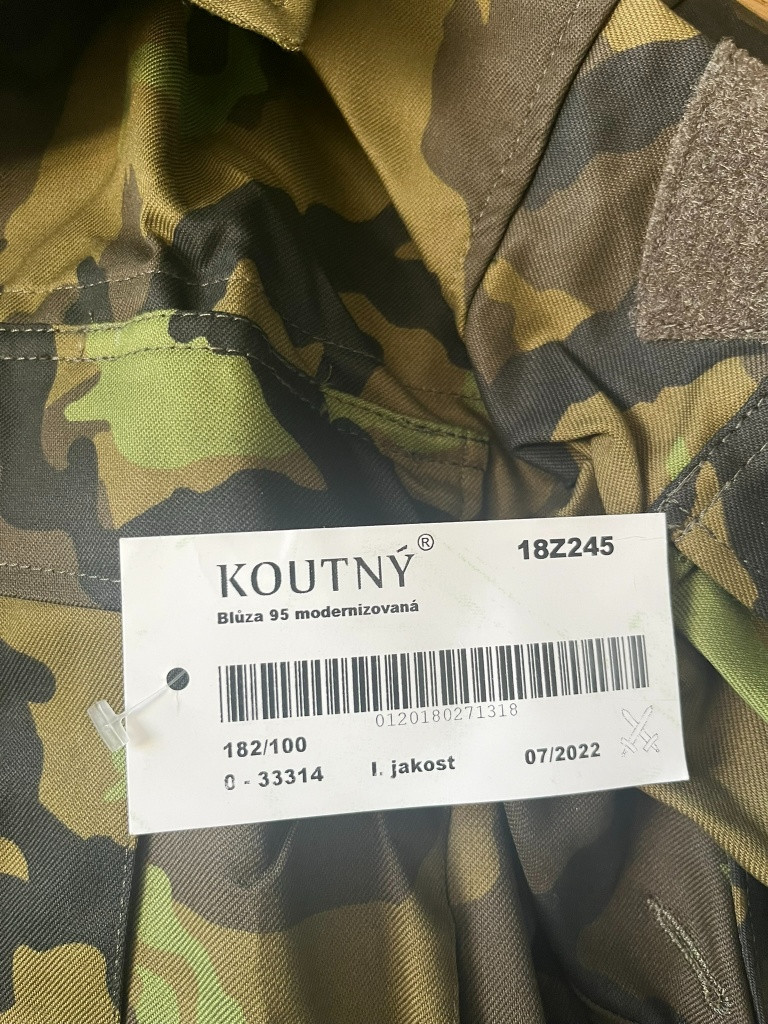 KOUTNÝ®
18Z245
Blůza 95 modernizovaná
0120180271318
182/100
0 - 33314
I. jakost
07/2022